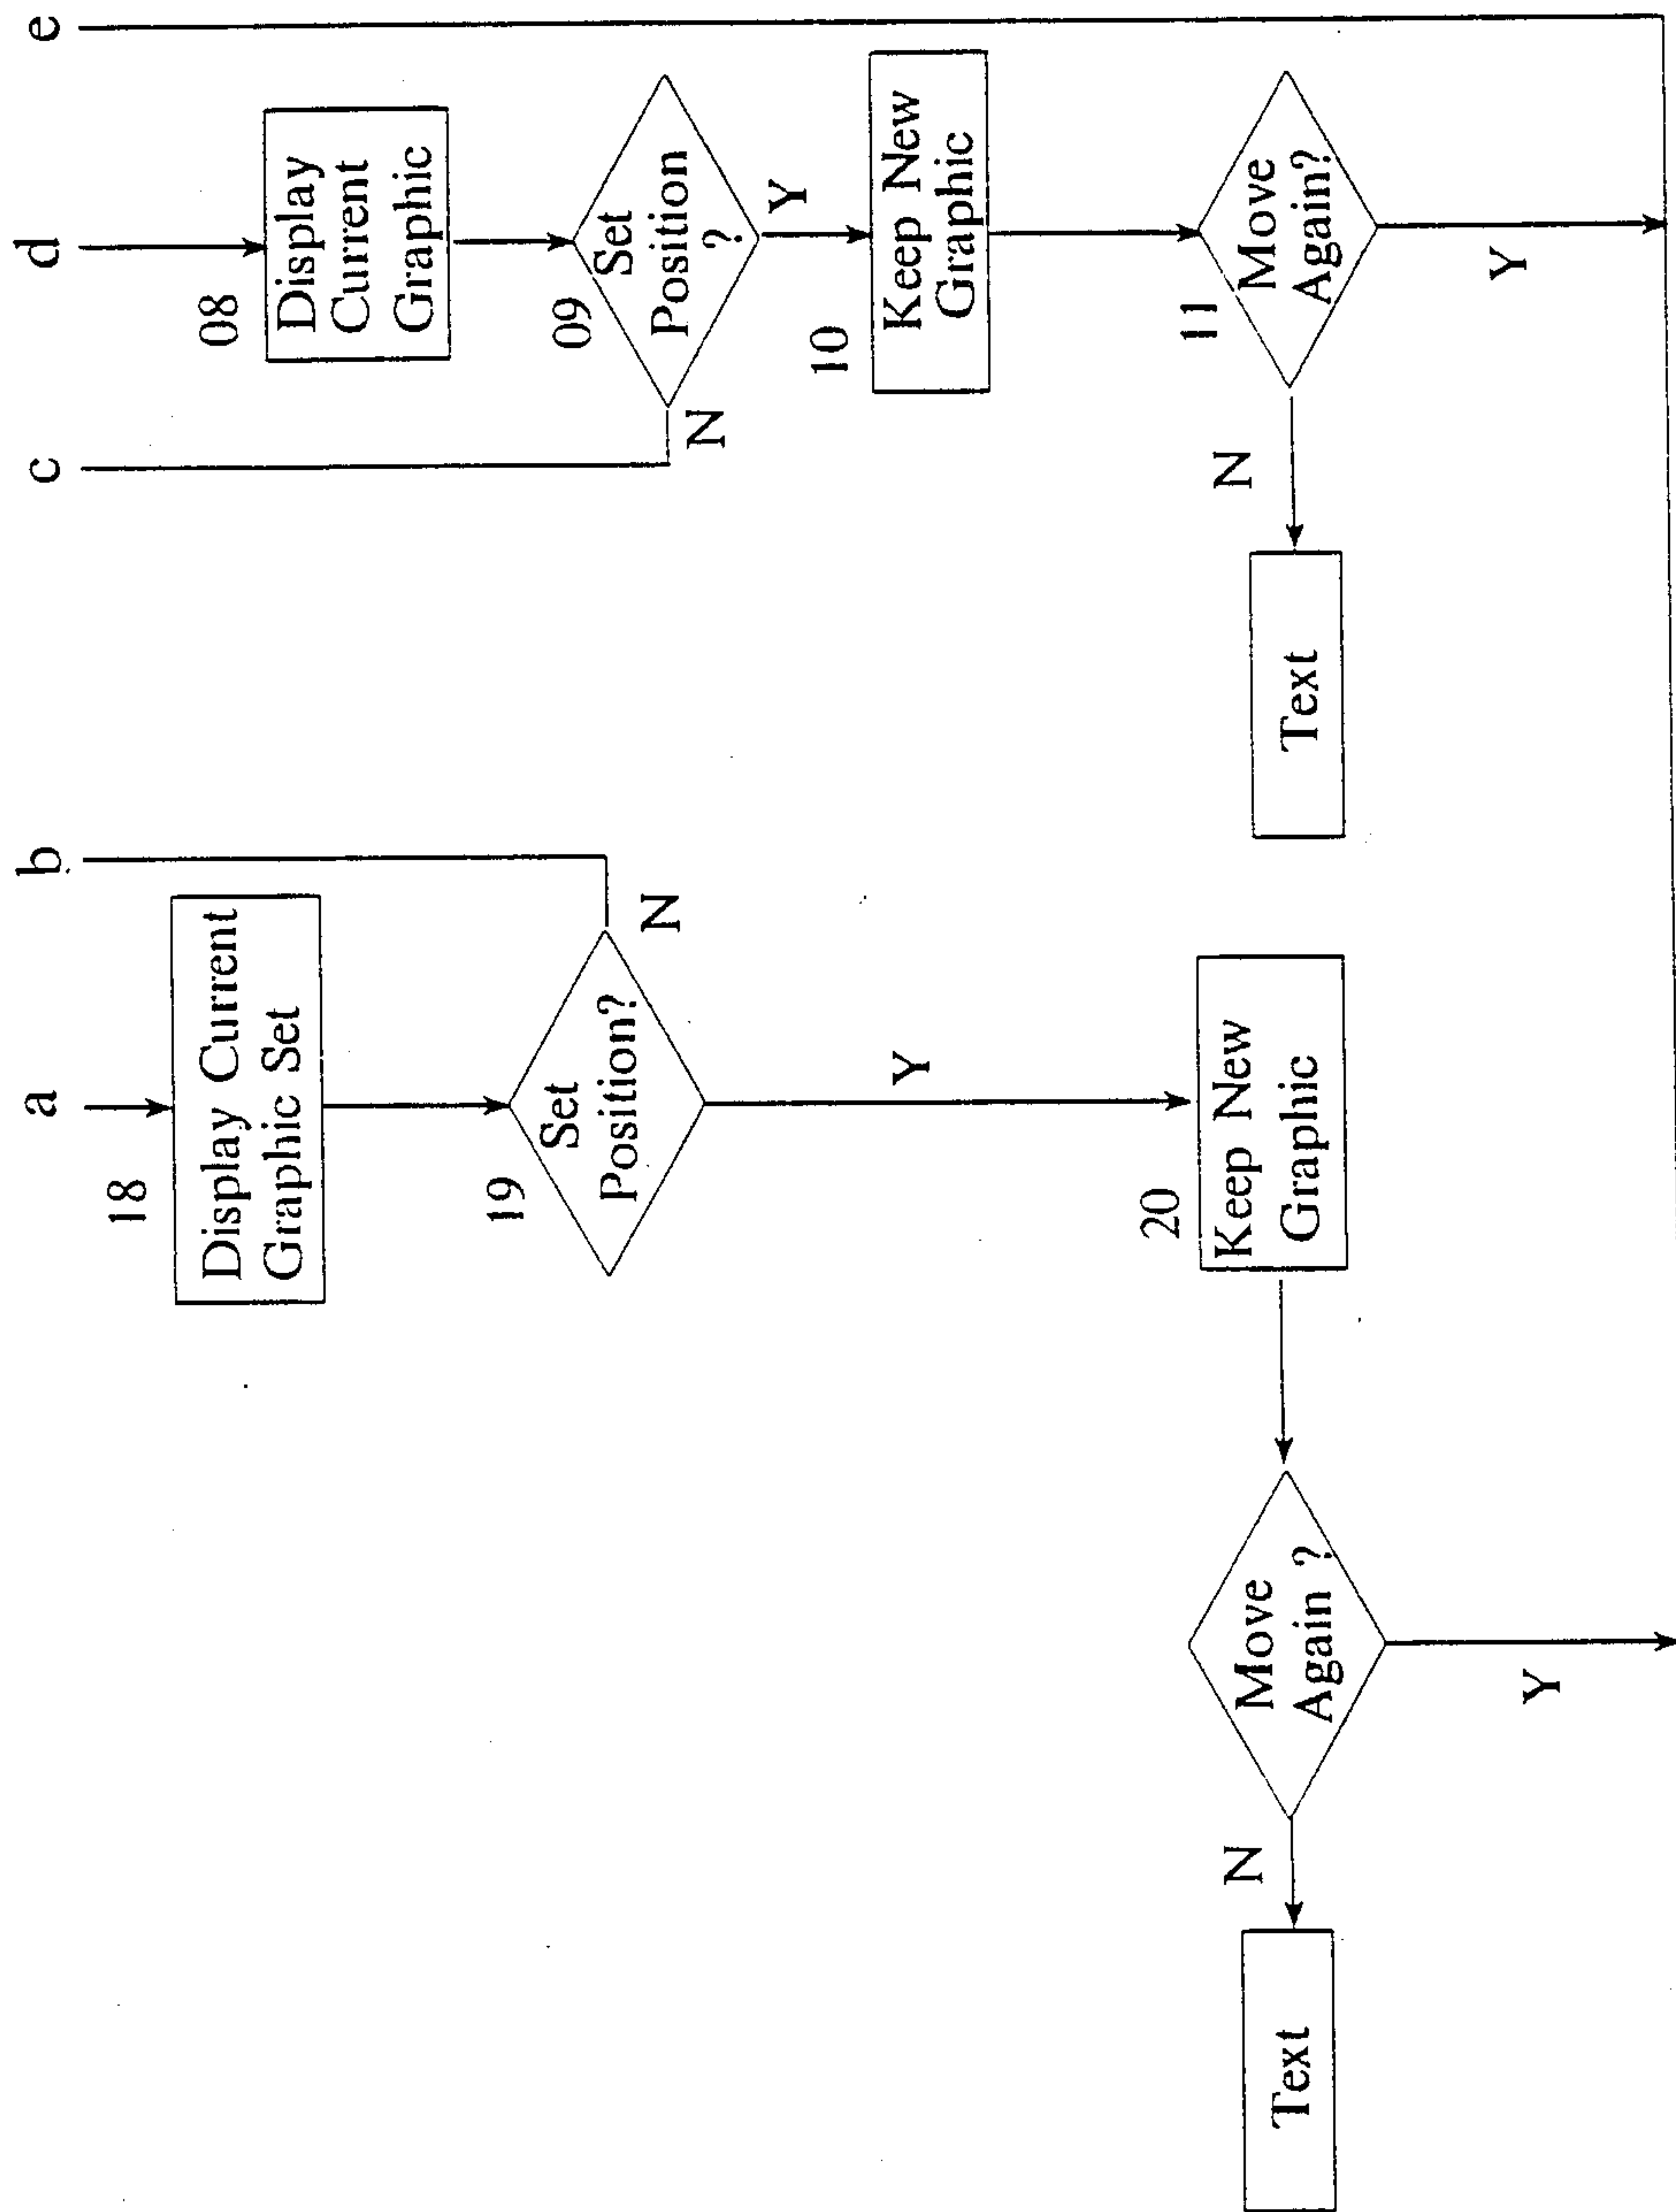 a
b
c
d
e
18
Display Current
Graphic Set
19
Set
Position?
N
Y
20
Keep New
Graphic
Move
Again ?
N
Text
Y
08
Display
Current
Graphic
09
Set
Position
?
N
Y
10
Keep New
Graphic
11
Move
Again?
N
Text
Y